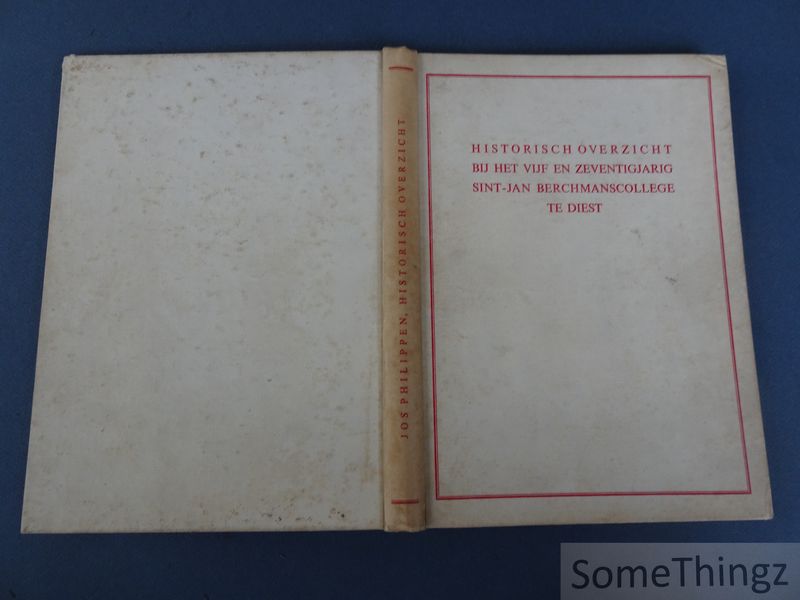 HISTORISCH OVERZICHT
BIJ HET VIJF EN ZEVENTIGJARIG
SINT-JAN BERCHMANSCOLLEGE
TE DIEST
JOS PHILIPPEN, HISTORISCH OVERZICHT
SomeThingz